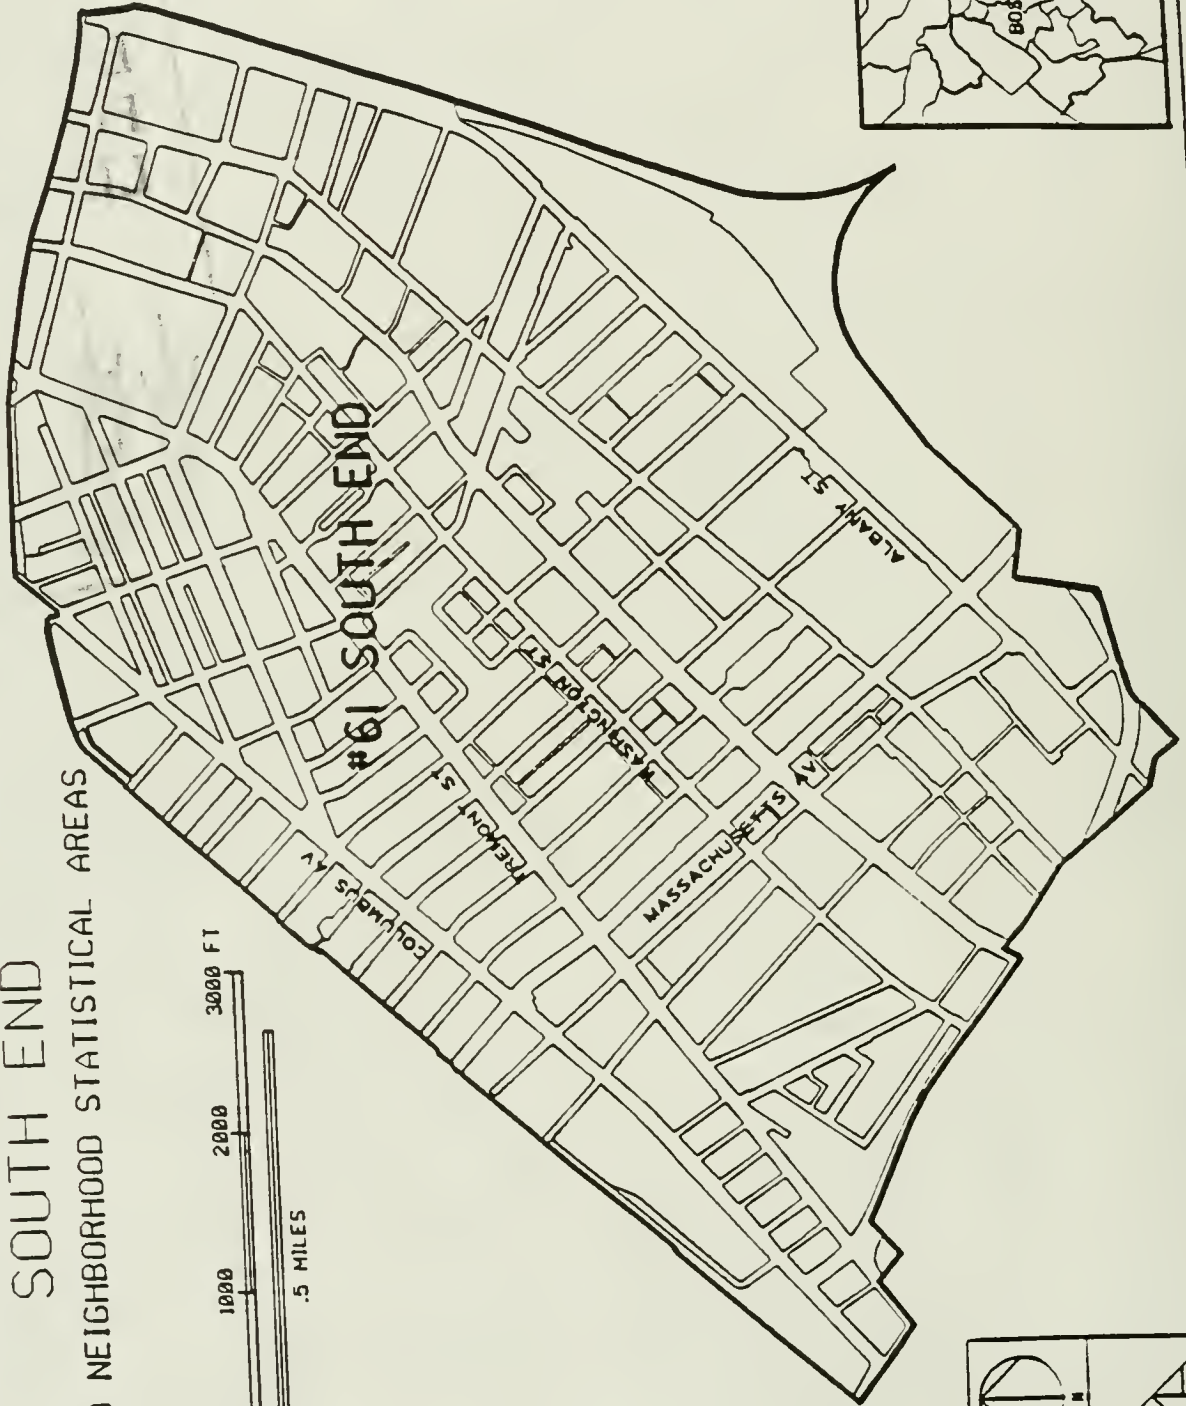 SOUTH END
NEIGHBORHOOD STATISTICAL AREAS
1000 2000 3000 FT
.5 MILES
#61 SOUTH END
COLUMBUS AV
TREMONT ST
WASHINGTON ST
MASSACHUSETTS AV
ALBANY ST
BOS
N